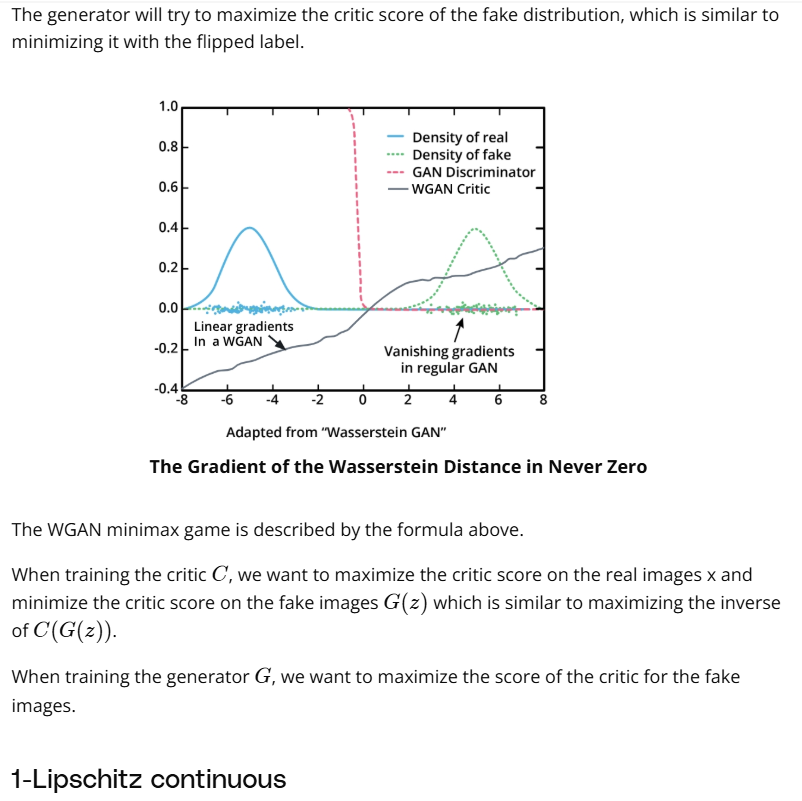 The generator will try to maximize the critic score of the fake distribution, which is similar to
minimizing it with the flipped label.
1.0
0.8
0.6
0.4
0.2
0.0
-0.2
-0.4
Density of real
Density of fake
GAN Discriminator
WGAN Critic
Linear gradients
In a WGAN
Vanishing gradients
in regular GAN
-8 -6 -4 -2 0 2 4 6 8
Adapted from “Wasserstein GAN”
The Gradient of the Wasserstein Distance in Never Zero
The WGAN minimax game is described by the formula above.
When training the critic C, we want to maximize the critic score on the real images x and
minimize the critic score on the fake images G(z) which is similar to maximizing the inverse
of C(G(z)).
When training the generator G, we want to maximize the score of the critic for the fake
images.
1-Lipschitz continuous